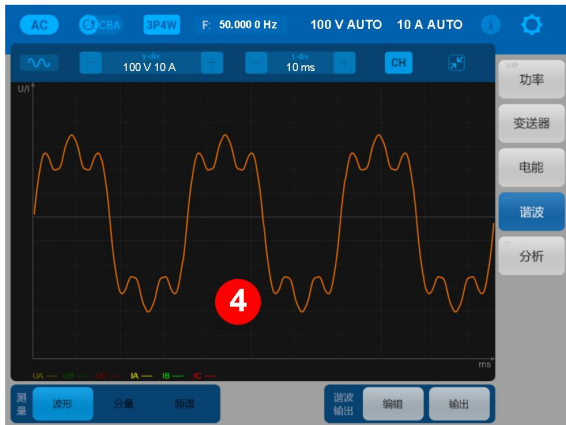 AC CBA 3P4W F: 50.000 0 Hz 100 V AUTO 10 A AUTO
y-div t-div
100 V 10 A 10 ms CH
U/I
功率
变送器
电能
谐波
分析
4
ms
UA UB UC IA IB IC
测量 波形 分量 频谱 谐波输出 编辑 输出